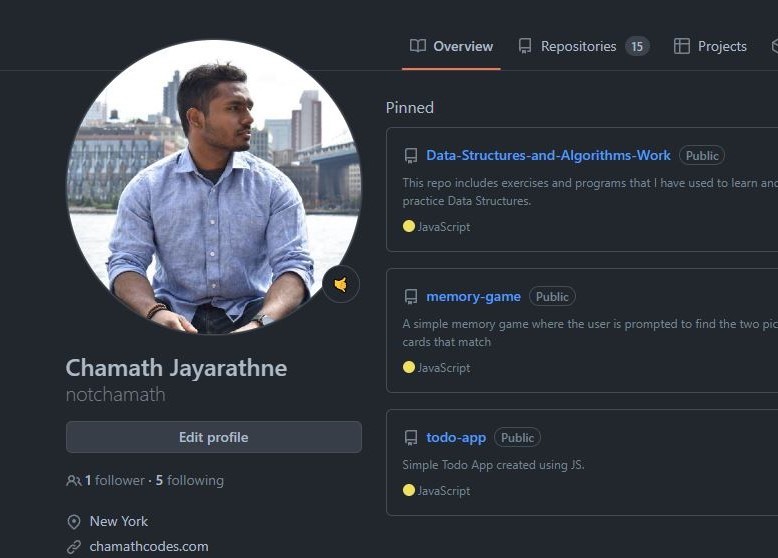 Overview
Repositories 15
Projects
Pinned
Data-Structures-and-Algorithms-Work Public
This repo includes exercises and programs that I have used to learn and
practice Data Structures.
JavaScript
memory-game Public
A simple memory game where the user is prompted to find the two pic
cards that match
JavaScript
todo-app Public
Simple Todo App created using JS.
JavaScript
Chamath Jayarathne
notchamath
Edit profile
1 follower · 5 following
New York
chamathcodes.com